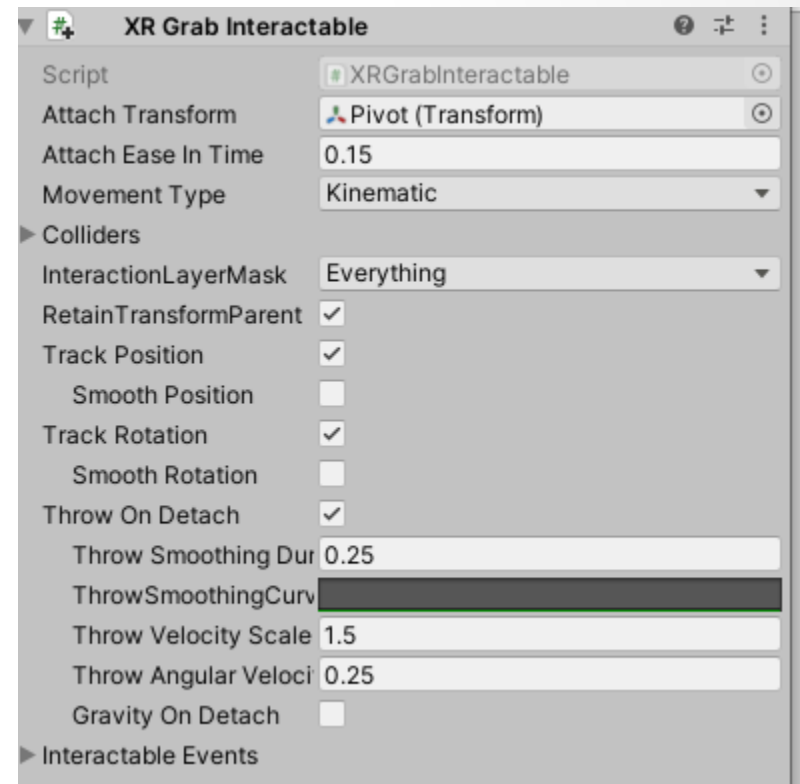 XR Grab Interactable
Script XRGrabInteractable
Attach Transform Pivot (Transform)
Attach Ease In Time 0.15
Movement Type Kinematic
Colliders
InteractionLayerMask Everything
RetainTransformParent
Track Position
Smooth Position
Track Rotation
Smooth Rotation
Throw On Detach
Throw Smoothing Dur 0.25
ThrowSmoothingCurv
Throw Velocity Scale 1.5
Throw Angular Veloci 0.25
Gravity On Detach
Interactable Events